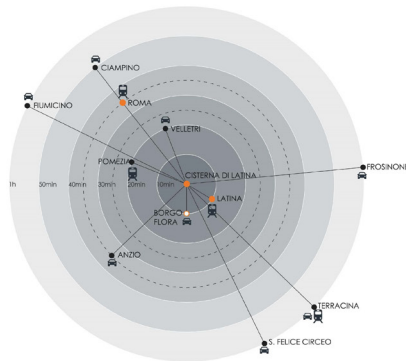 CIAMPINO
FIUMICINO
ROMA
VELLETRI
POMEZIA
CISTERNA DI LATINA
FROSINONE
1h 50min 40min 30min 20min 10min
LATINA
BORGO
FLORA
ANZIO
TERRACINA
S. FELICE CIRCEO